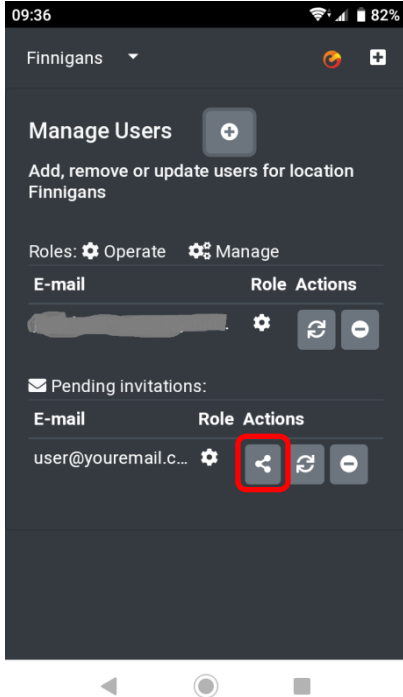 09:36 82%
Finnigans
Manage Users
Add, remove or update users for location
Finnigans
Roles: Operate Manage
E-mail Role Actions
Pending invitations:
E-mail Role Actions
user@youremail.c...